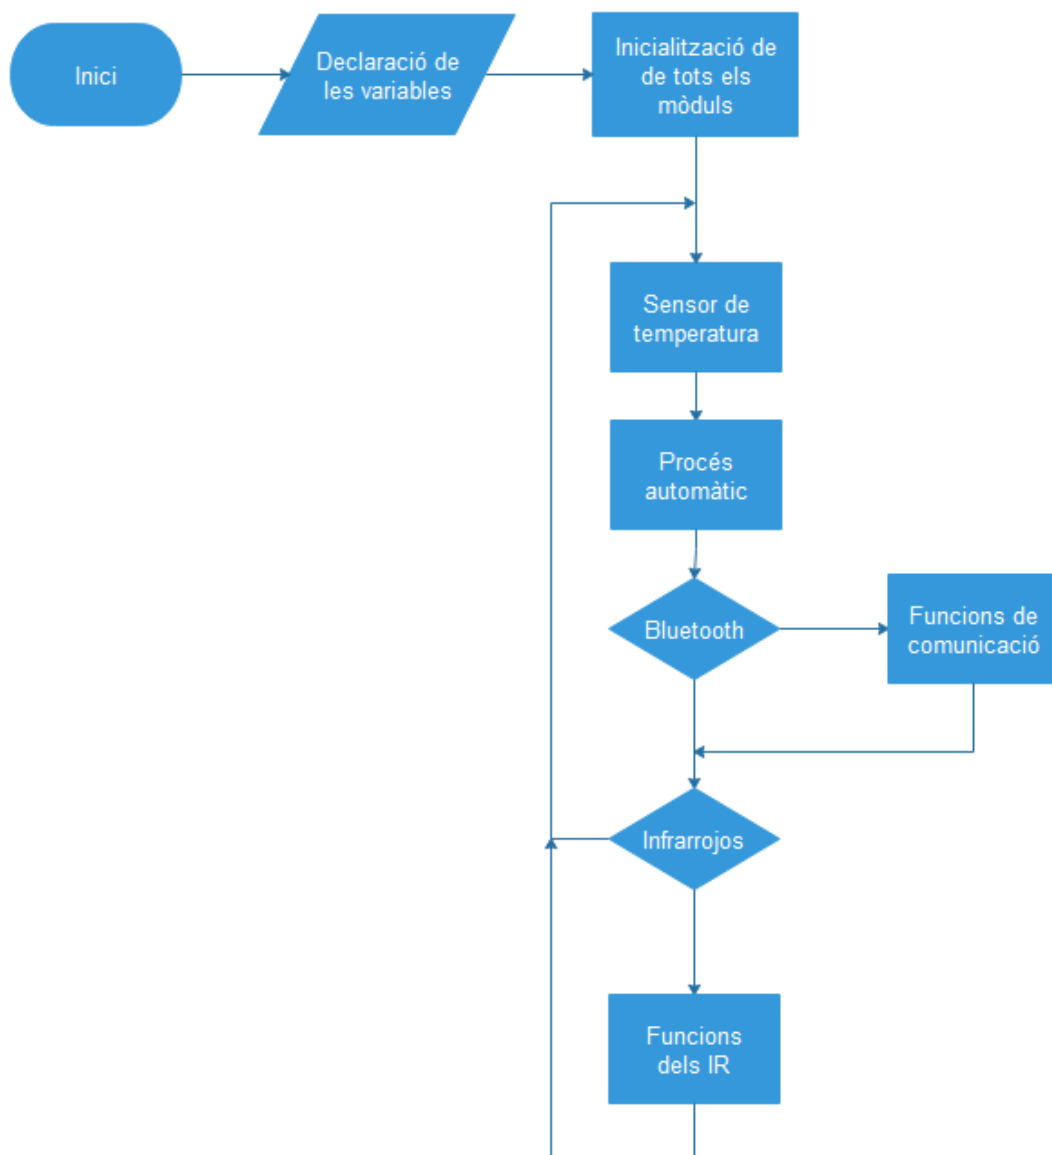 Inici
Declaració de
les variables
Inicialització de
de tots els
mòduls
Sensor de
temperatura
Procés
automàtic
Bluetooth
Funcions de
comunicació
Infrarrojos
Funcions
dels IR